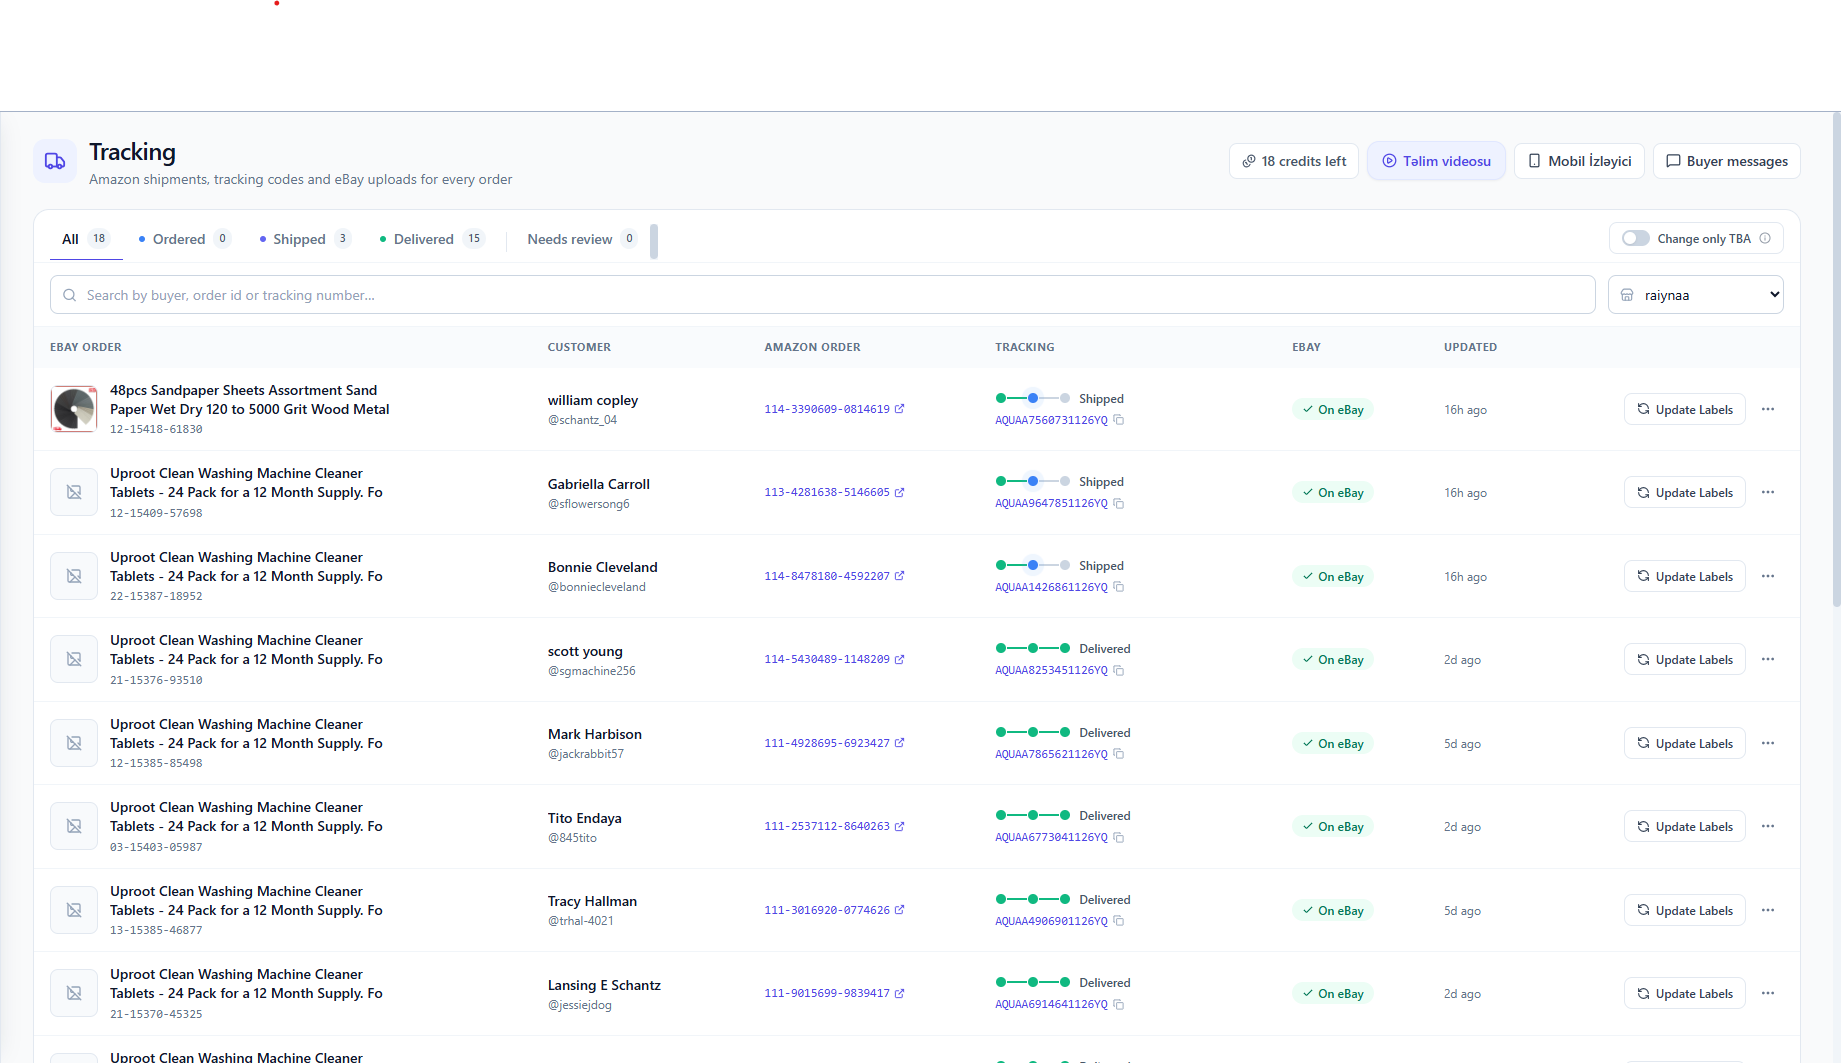 Tracking
Amazon shipments, tracking codes and eBay uploads for every order
18 credits left
Təlim videosu
Mobil İzləyici
Buyer messages
All 18
Ordered 0
Shipped 3
Delivered 15
Needs review 0
Change only TBA
Search by buyer, order id or tracking number...
raiynaa
EBAY ORDER CUSTOMER AMAZON ORDER TRACKING EBAY UPDATED
48pcs Sandpaper Sheets Assortment Sand
Paper Wet Dry 120 to 5000 Grit Wood Metal
12-15418-61830
william copley
@schantz_04
114-3390609-0814619
Shipped
AQUAA7560731126YQ
On eBay
16h ago
Update Labels
Uproot Clean Washing Machine Cleaner
Tablets - 24 Pack for a 12 Month Supply. Fo
12-15409-57698
Gabriella Carroll
@sflowersong6
113-4281638-5146605
Shipped
AQUAA9647851126YQ
On eBay
16h ago
Update Labels
Uproot Clean Washing Machine Cleaner
Tablets - 24 Pack for a 12 Month Supply. Fo
22-15387-18952
Bonnie Cleveland
@bonniecleveland
114-8478180-4592207
Shipped
AQUAA1426861126YQ
On eBay
16h ago
Update Labels
Uproot Clean Washing Machine Cleaner
Tablets - 24 Pack for a 12 Month Supply. Fo
21-15376-93510
scott young
@sgmachine256
114-5430489-1148209
Delivered
AQUAA8253451126YQ
On eBay
2d ago
Update Labels
Uproot Clean Washing Machine Cleaner
Tablets - 24 Pack for a 12 Month Supply. Fo
12-15385-85498
Mark Harbison
@jackrabbit57
111-4928695-6923427
Delivered
AQUAA7865621126YQ
On eBay
5d ago
Update Labels
Uproot Clean Washing Machine Cleaner
Tablets - 24 Pack for a 12 Month Supply. Fo
03-15403-05987
Tito Endaya
@845tito
111-2537112-8640263
Delivered
AQUAA6773041126YQ
On eBay
2d ago
Update Labels
Uproot Clean Washing Machine Cleaner
Tablets - 24 Pack for a 12 Month Supply. Fo
13-15385-46877
Tracy Hallman
@trhal-4021
111-3016920-0774626
Delivered
AQUAA4906901126YQ
On eBay
5d ago
Update Labels
Uproot Clean Washing Machine Cleaner
Tablets - 24 Pack for a 12 Month Supply. Fo
21-15370-45325
Lansing E Schantz
@jessiejdog
111-9015699-9839417
Delivered
AQUAA6914641126YQ
On eBay
2d ago
Update Labels
Uproot Clean Washing Machine Cleaner